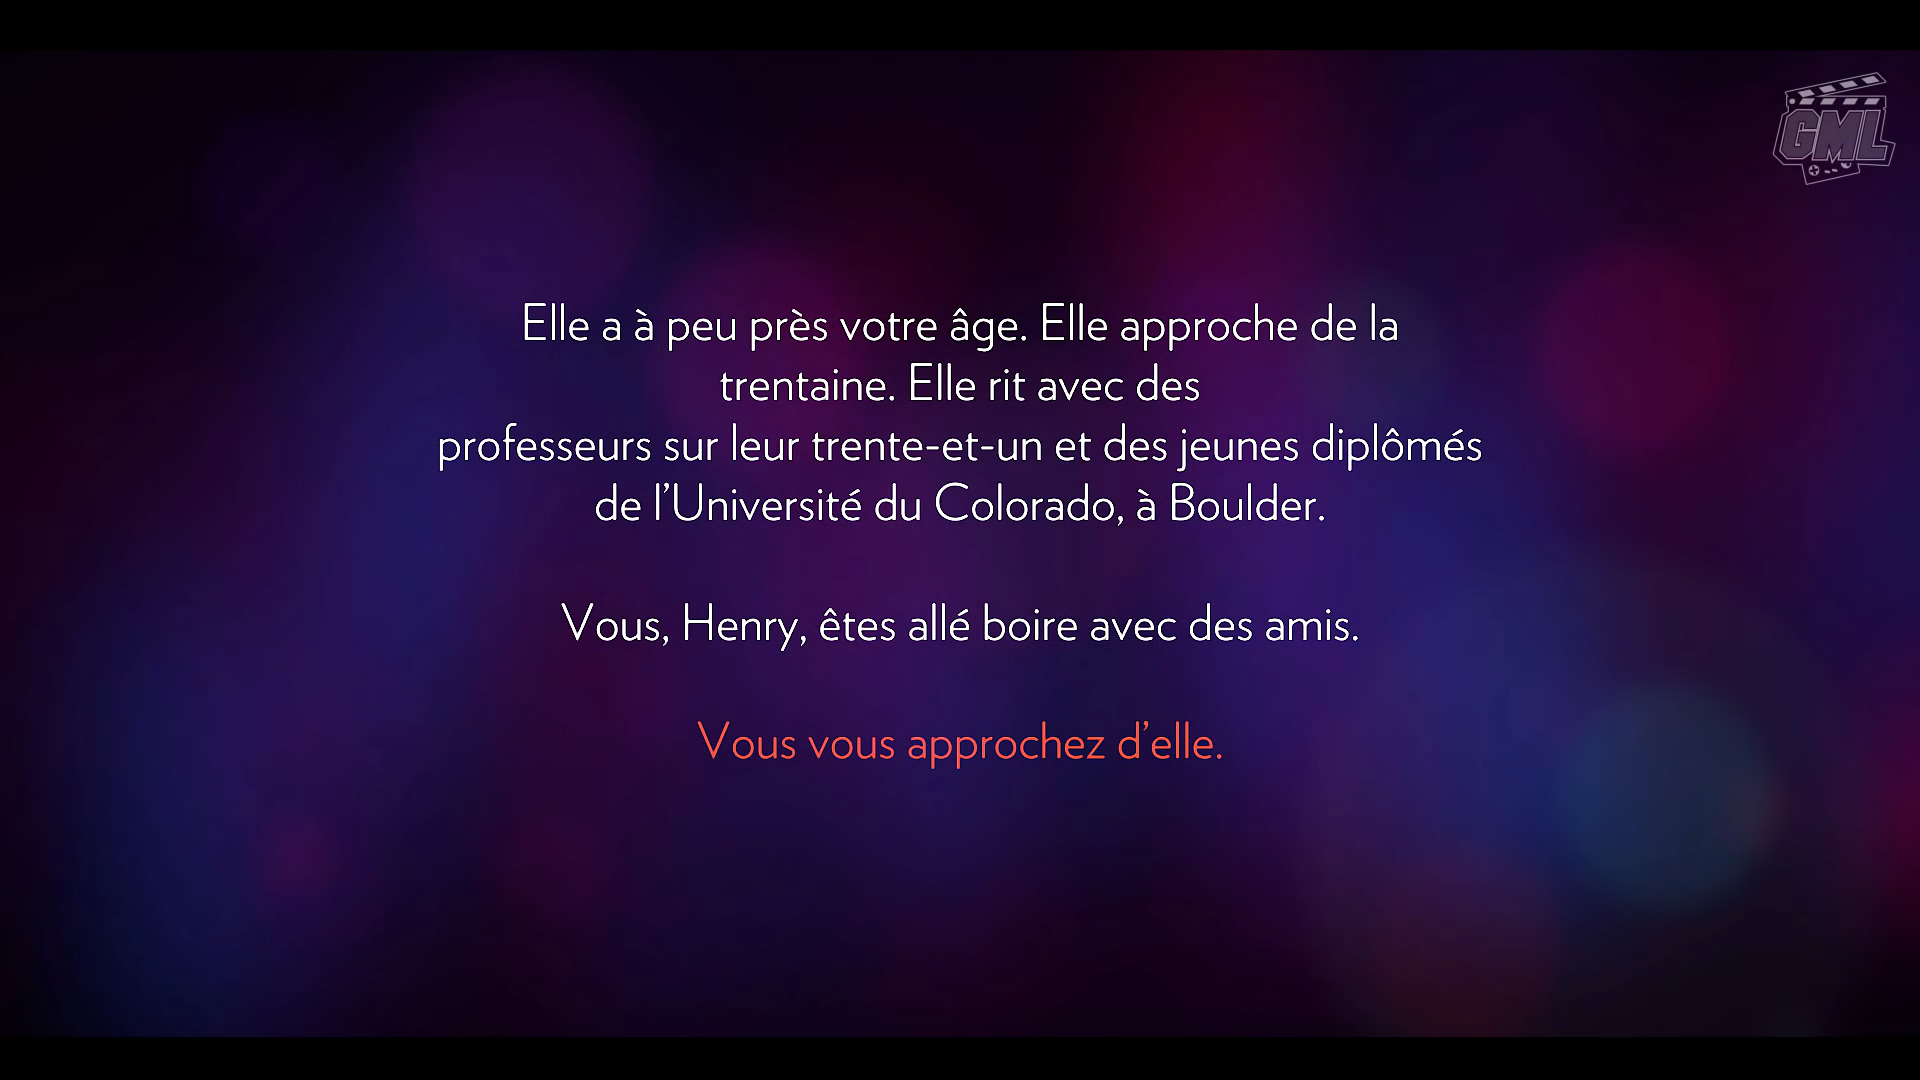 GML
Elle a à peu près votre âge. Elle approche de la
trentaine. Elle rit avec des
professeurs sur leur trente-et-un et des jeunes diplômés
de l’Université du Colorado, à Boulder.
Vous, Henry, êtes allé boire avec des amis.
Vous vous approchez d’elle.